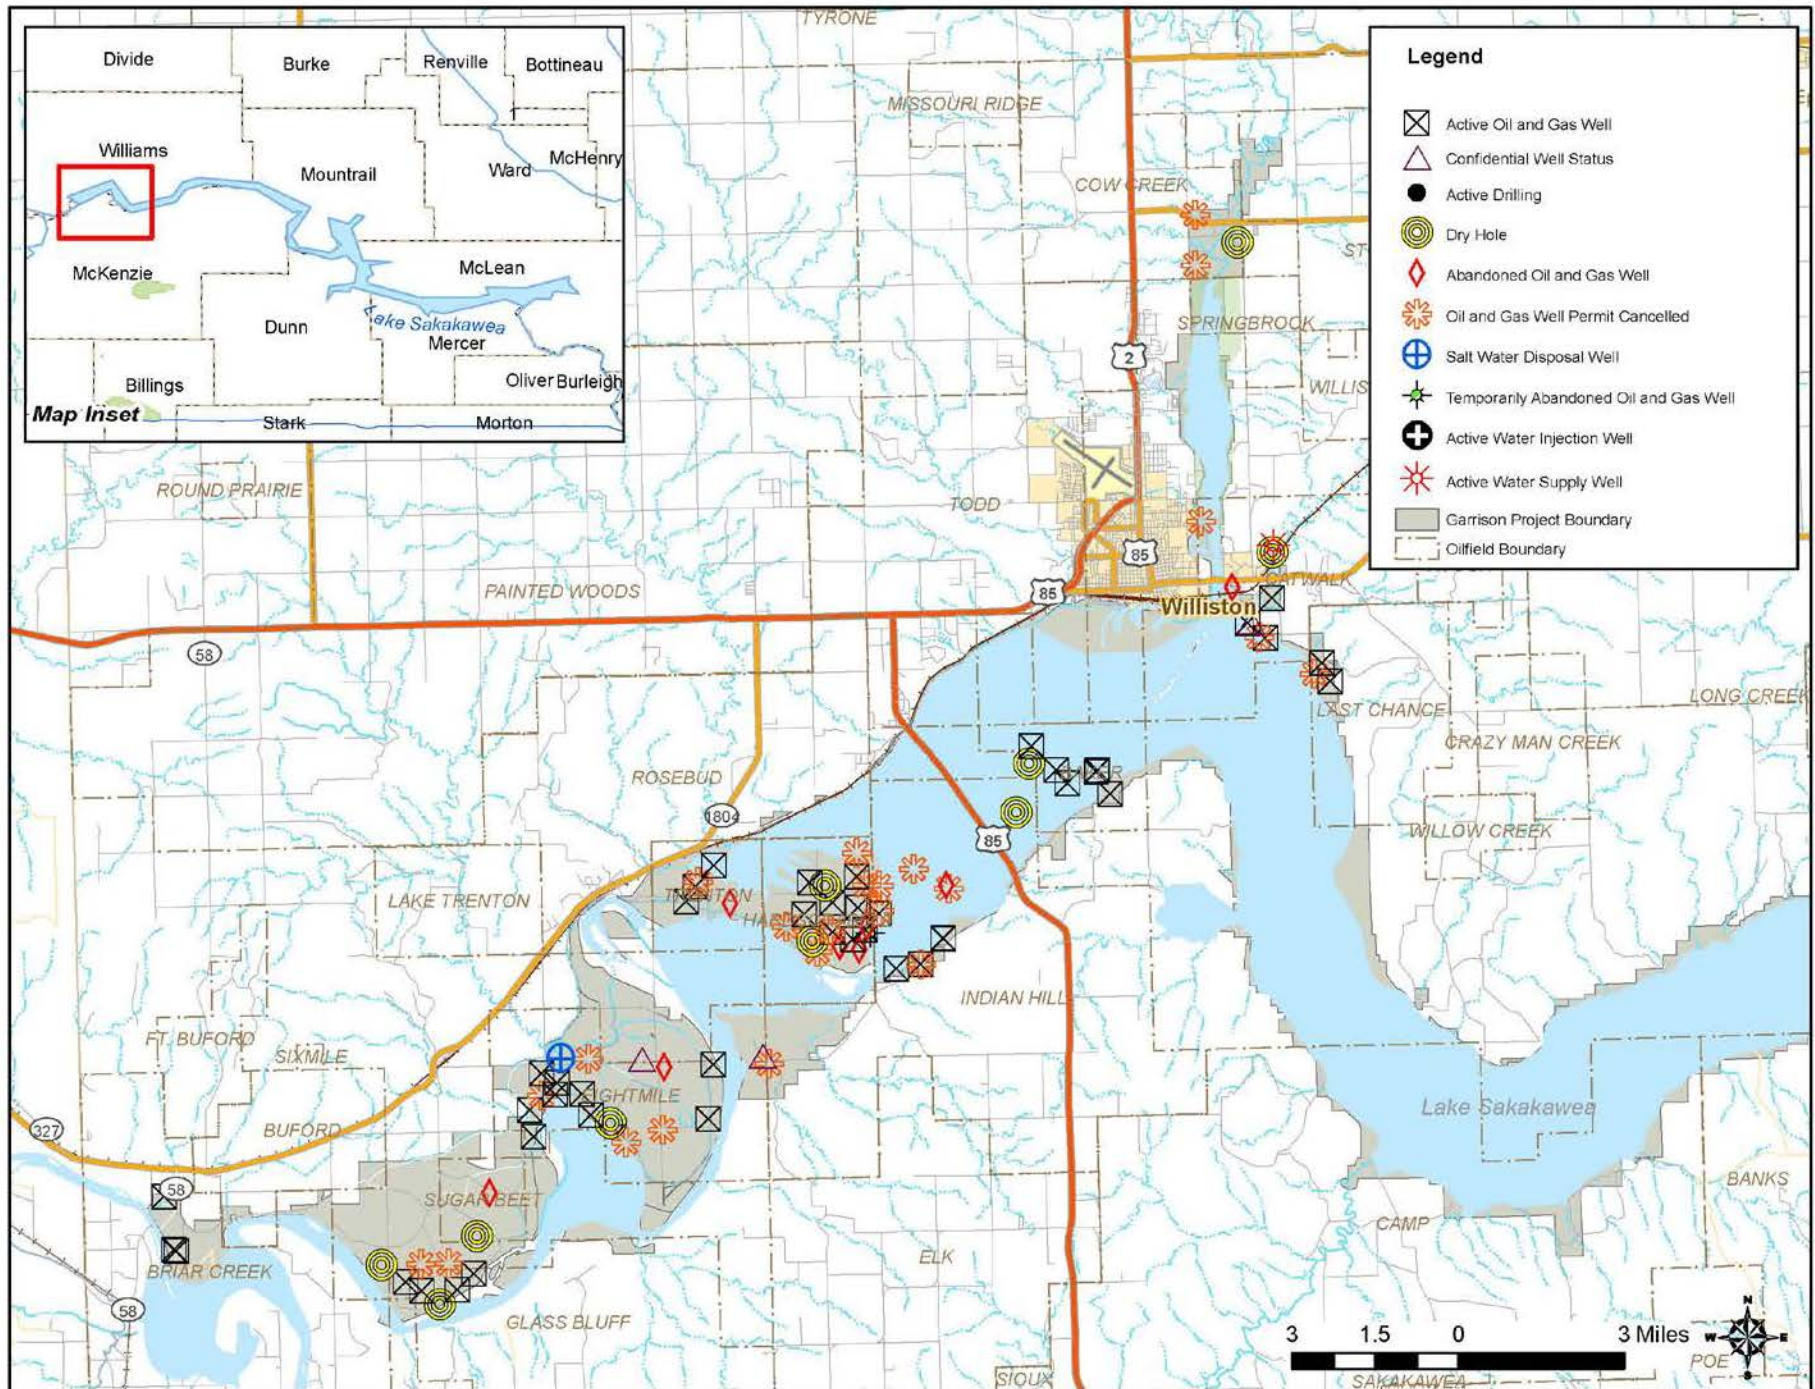 Divide
Burke
Renville
Bottineau
Williams
Mountrail
Ward
McHenry
McKenzie
McLean
Dunn
Lake Sakakawea
Mercer
Billings
Oliver
Burleigh
Map Inset
Stark
Morton
Legend
Active Oil and Gas Well
Confidential Well Status
Active Drilling
Dry Hole
Abandoned Oil and Gas Well
Oil and Gas Well Permit Cancelled
Salt Water Disposal Well
Temporarily Abandoned Oil and Gas Well
Active Water Injection Well
Active Water Supply Well
Garrison Project Boundary
Oilfield Boundary
TYRONE
MISSOURI RIDGE
COW CREEK
ST
SPRINGBROOK
2
WILLIS
ROUND PRAIRIE
TODD
85
CATWALK
PAINTED WOODS
85
Williston
58
LONG CREEK
LAST CHANCE
CRAZY MAN CREEK
ROSEBUD
1804
WILLOW CREEK
85
LAKE TRENTON
INDIAN HILL
FT. BUFORD
SIXMILE
EIGHTMILE
Lake Sakakawea
327
BUFORD
58
SUGAR BEET
BANKS
CAMP
ELK
BRIAR CREEK
58
GLASS BLUFF
3 1.5 0 3 Miles
N
W E
S
POE
SIOUX
SAKAKAWEA